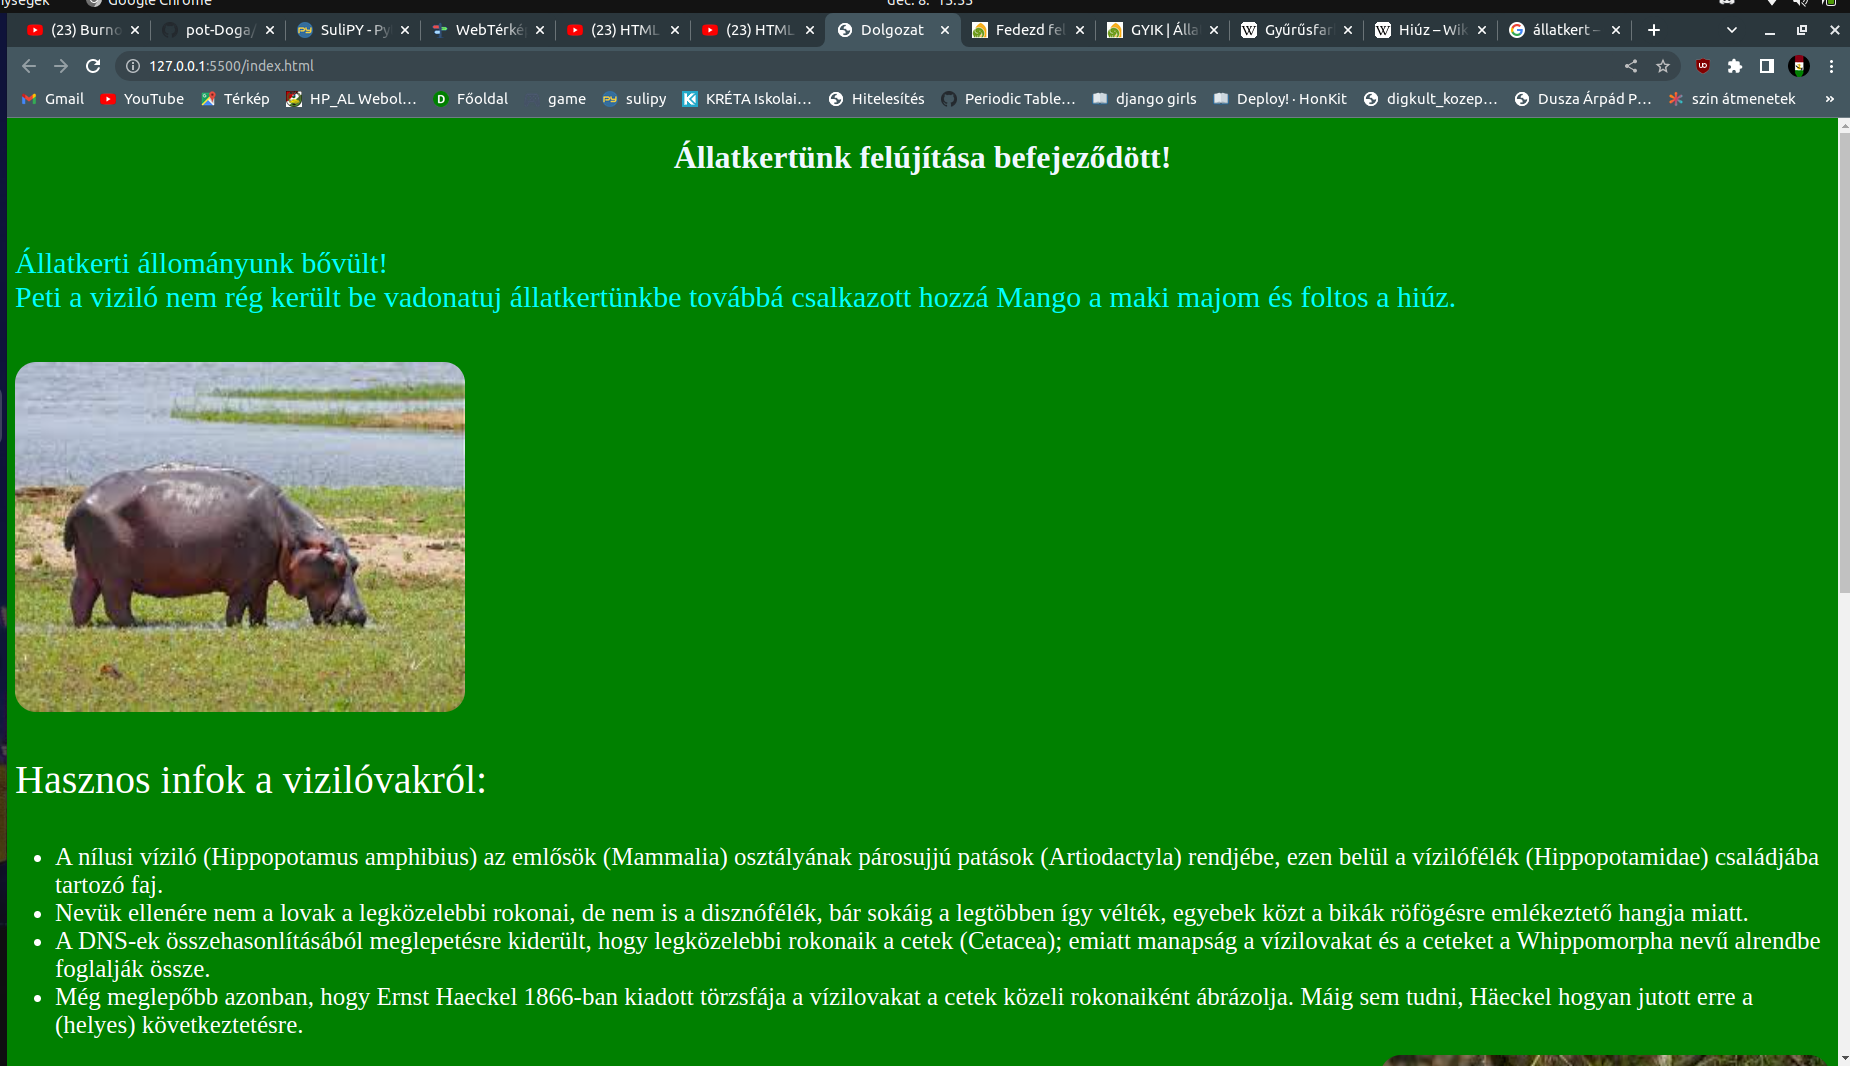 Google Chrome
dec. 8.
(23) Burno
pot-Doga/
SuliPY - Py
WebTérké
(23) HTML
(23) HTML
Dolgozat
Fedezd fel
GYIK | Álla
Gyűrűsfar
Hiúz – Wik
állatkert –
127.0.0.1:5500/index.html
Gmail
YouTube
Térkép
HP_AL Webol...
Főoldal
game
sulipy
KRÉTA Iskolai...
Hitelesítés
Periodic Table...
django girls
Deploy! · HonKit
digkult_kozep...
Dusza Árpád P...
szin átmenetek
»
Állatkertünk felújítása befejeződött!
Állatkerti állományunk bővült!
Peti a viziló nem rég került be vadonatuj állatkertünkbe továbbá csalkazott hozzá Mango a maki majom és foltos a hiúz.
Hasznos infok a vizilóvakról:
• A nílusi víziló (Hippopotamus amphibius) az emlősök (Mammalia) osztályának párosujjú patások (Artiodactyla) rendjébe, ezen belül a vízilófélék (Hippopotamidae) családjába
tartozó faj.
• Nevük ellenére nem a lovak a legközelebbi rokonai, de nem is a disznófélék, bár sokáig a legtöbben így vélték, egyebek közt a bikák röfögésre emlékeztető hangja miatt.
• A DNS-ek összehasonlításából meglepetésre kiderült, hogy legközelebbi rokonaik a cetek (Cetacea); emiatt manapság a vízilovakat és a ceteket a Whippomorpha nevű alrendbe
foglalják össze.
• Még meglepőbb azonban, hogy Ernst Haeckel 1866-ban kiadott törzsfája a vízilovakat a cetek közeli rokonaiként ábrázolja. Máig sem tudni, Häeckel hogyan jutott erre a
(helyes) következtetésre.